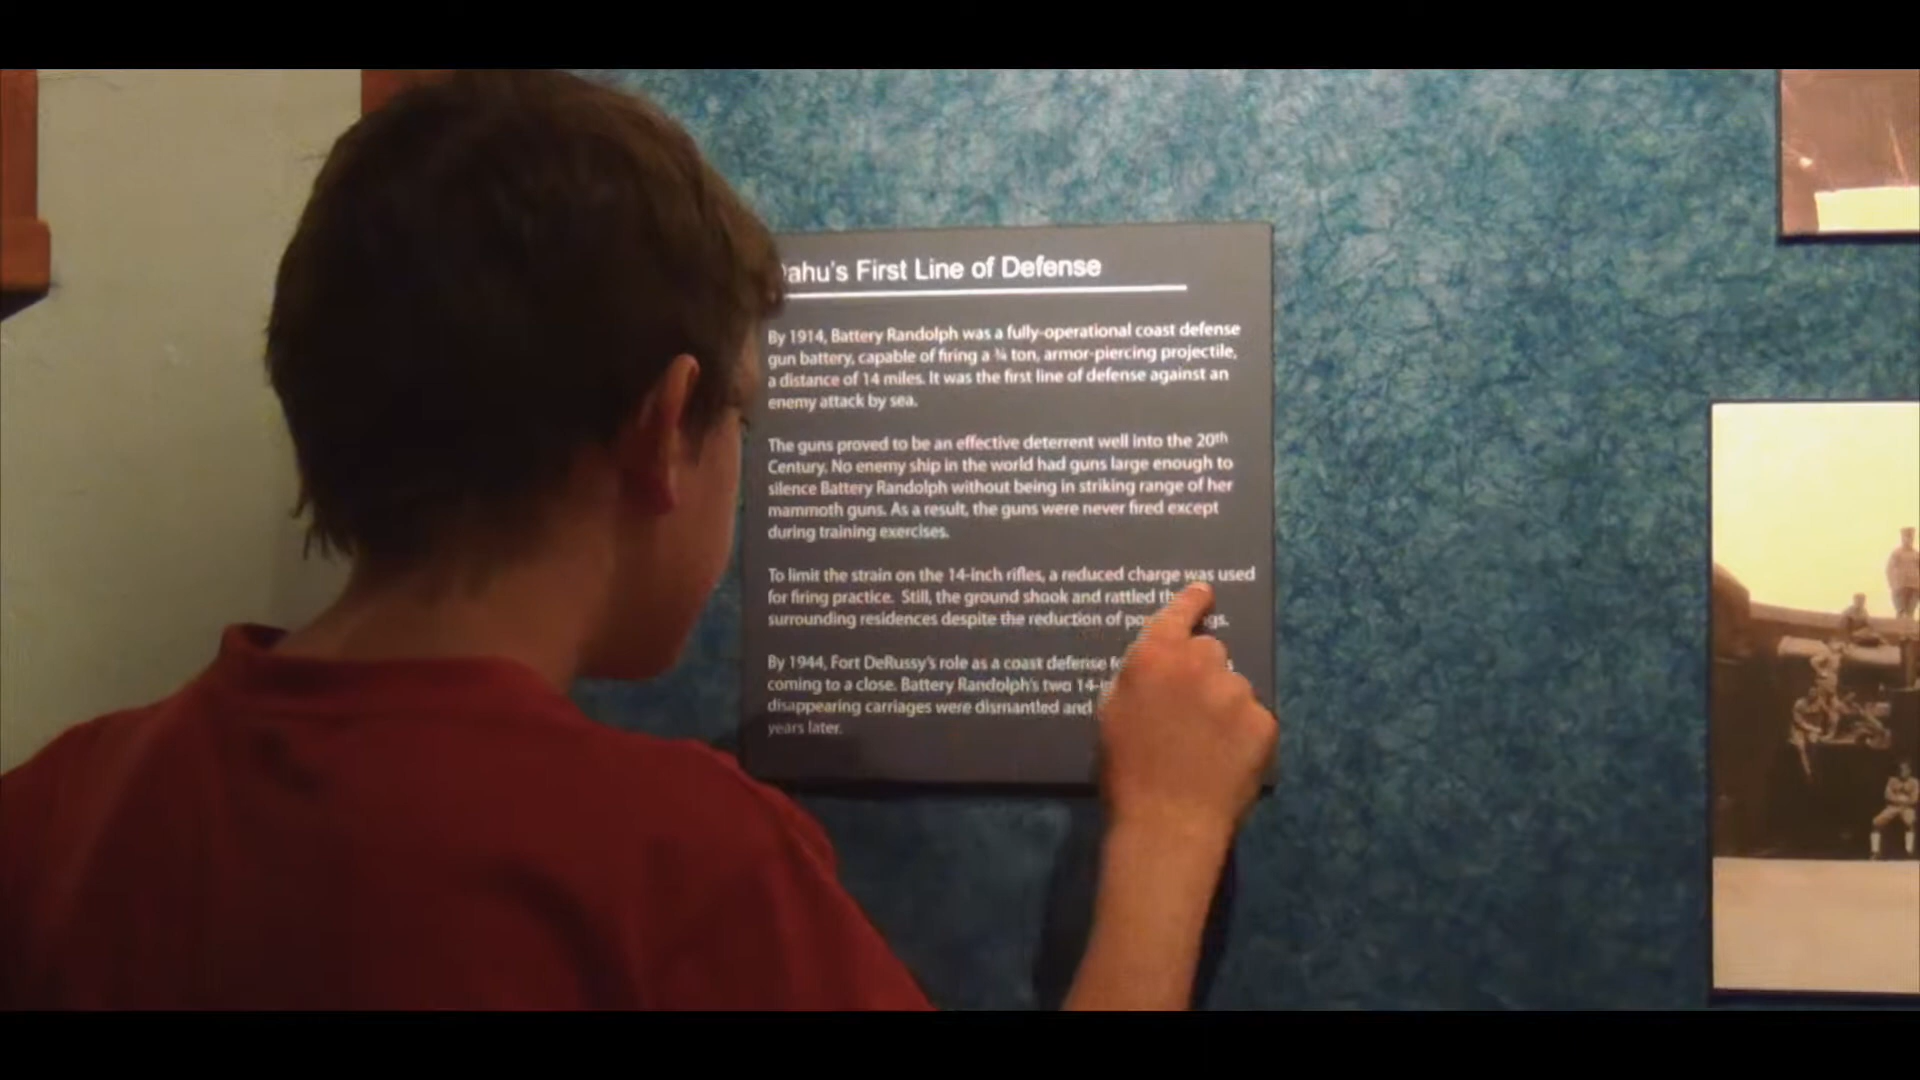 ahu's First Line of Defense
By 1914, Battery Randolph was a fully-operational coast defense
gun battery, capable of firing a ¾ ton, armor-piercing projectile,
a distance of 14 miles. It was the first line of defense against an
enemy attack by sea.
The guns proved to be an effective deterrent well into the 20th
Century. No enemy ship in the world had guns large enough to
silence Battery Randolph without being in striking range of her
mammoth guns. As a result, the guns were never fired except
during training exercises.
To limit the strain on the 14-inch rifles, a reduced charge was used
for firing practice. Still, the ground shook and rattled
surrounding residences despite the reduction of
By 1944, Fort DeRussy's role as a coast defense
coming to a close. Battery Randolph's two
disappearing carriages were dismantled and
years later.